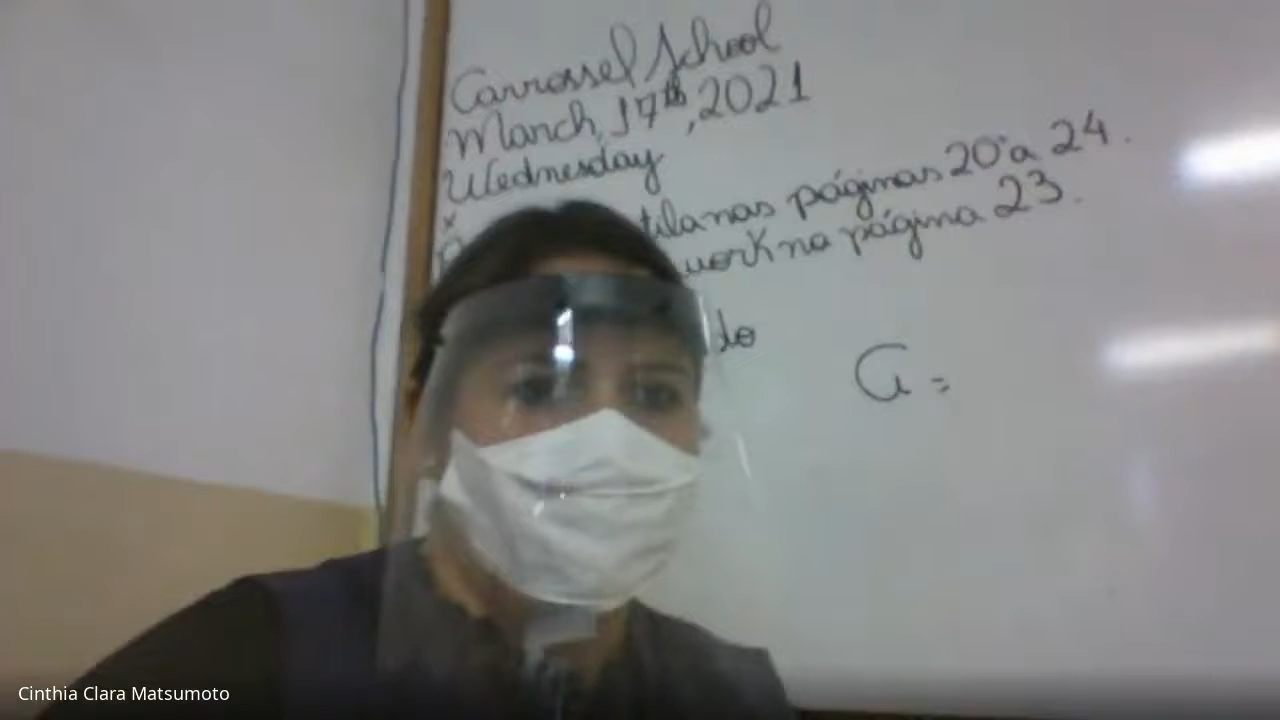 Carrossel School
March, 17th, 2021
Wednesday
tila nas páginas 20 a 24.
work na página 23.
do
G =
Cinthia Clara Matsumoto